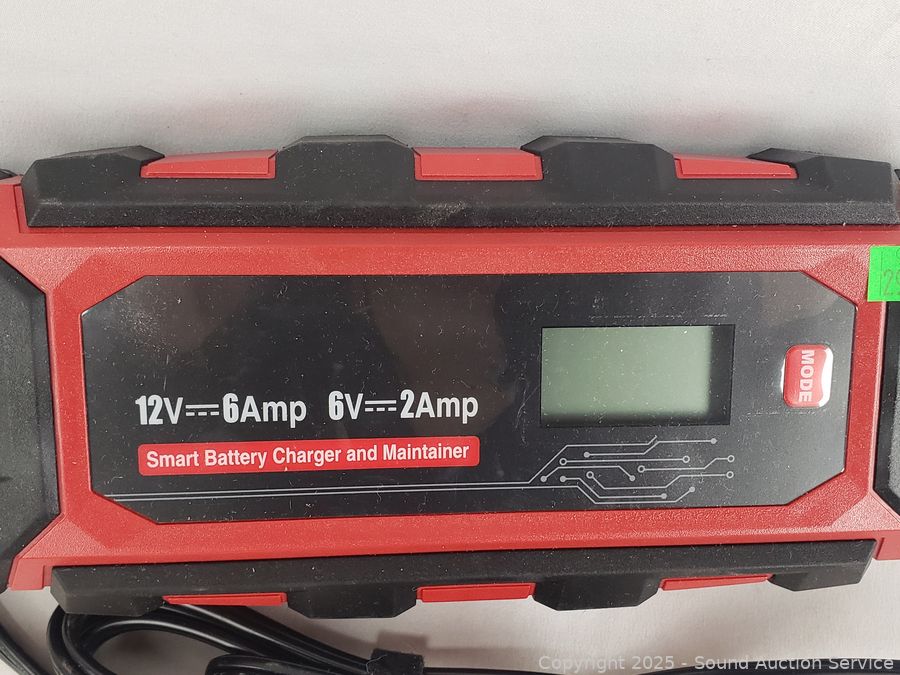 12V⎓6Amp 6V⎓2Amp
Smart Battery Charger and Maintainer
MODE
Copyright 2025 - Sound Auction Service